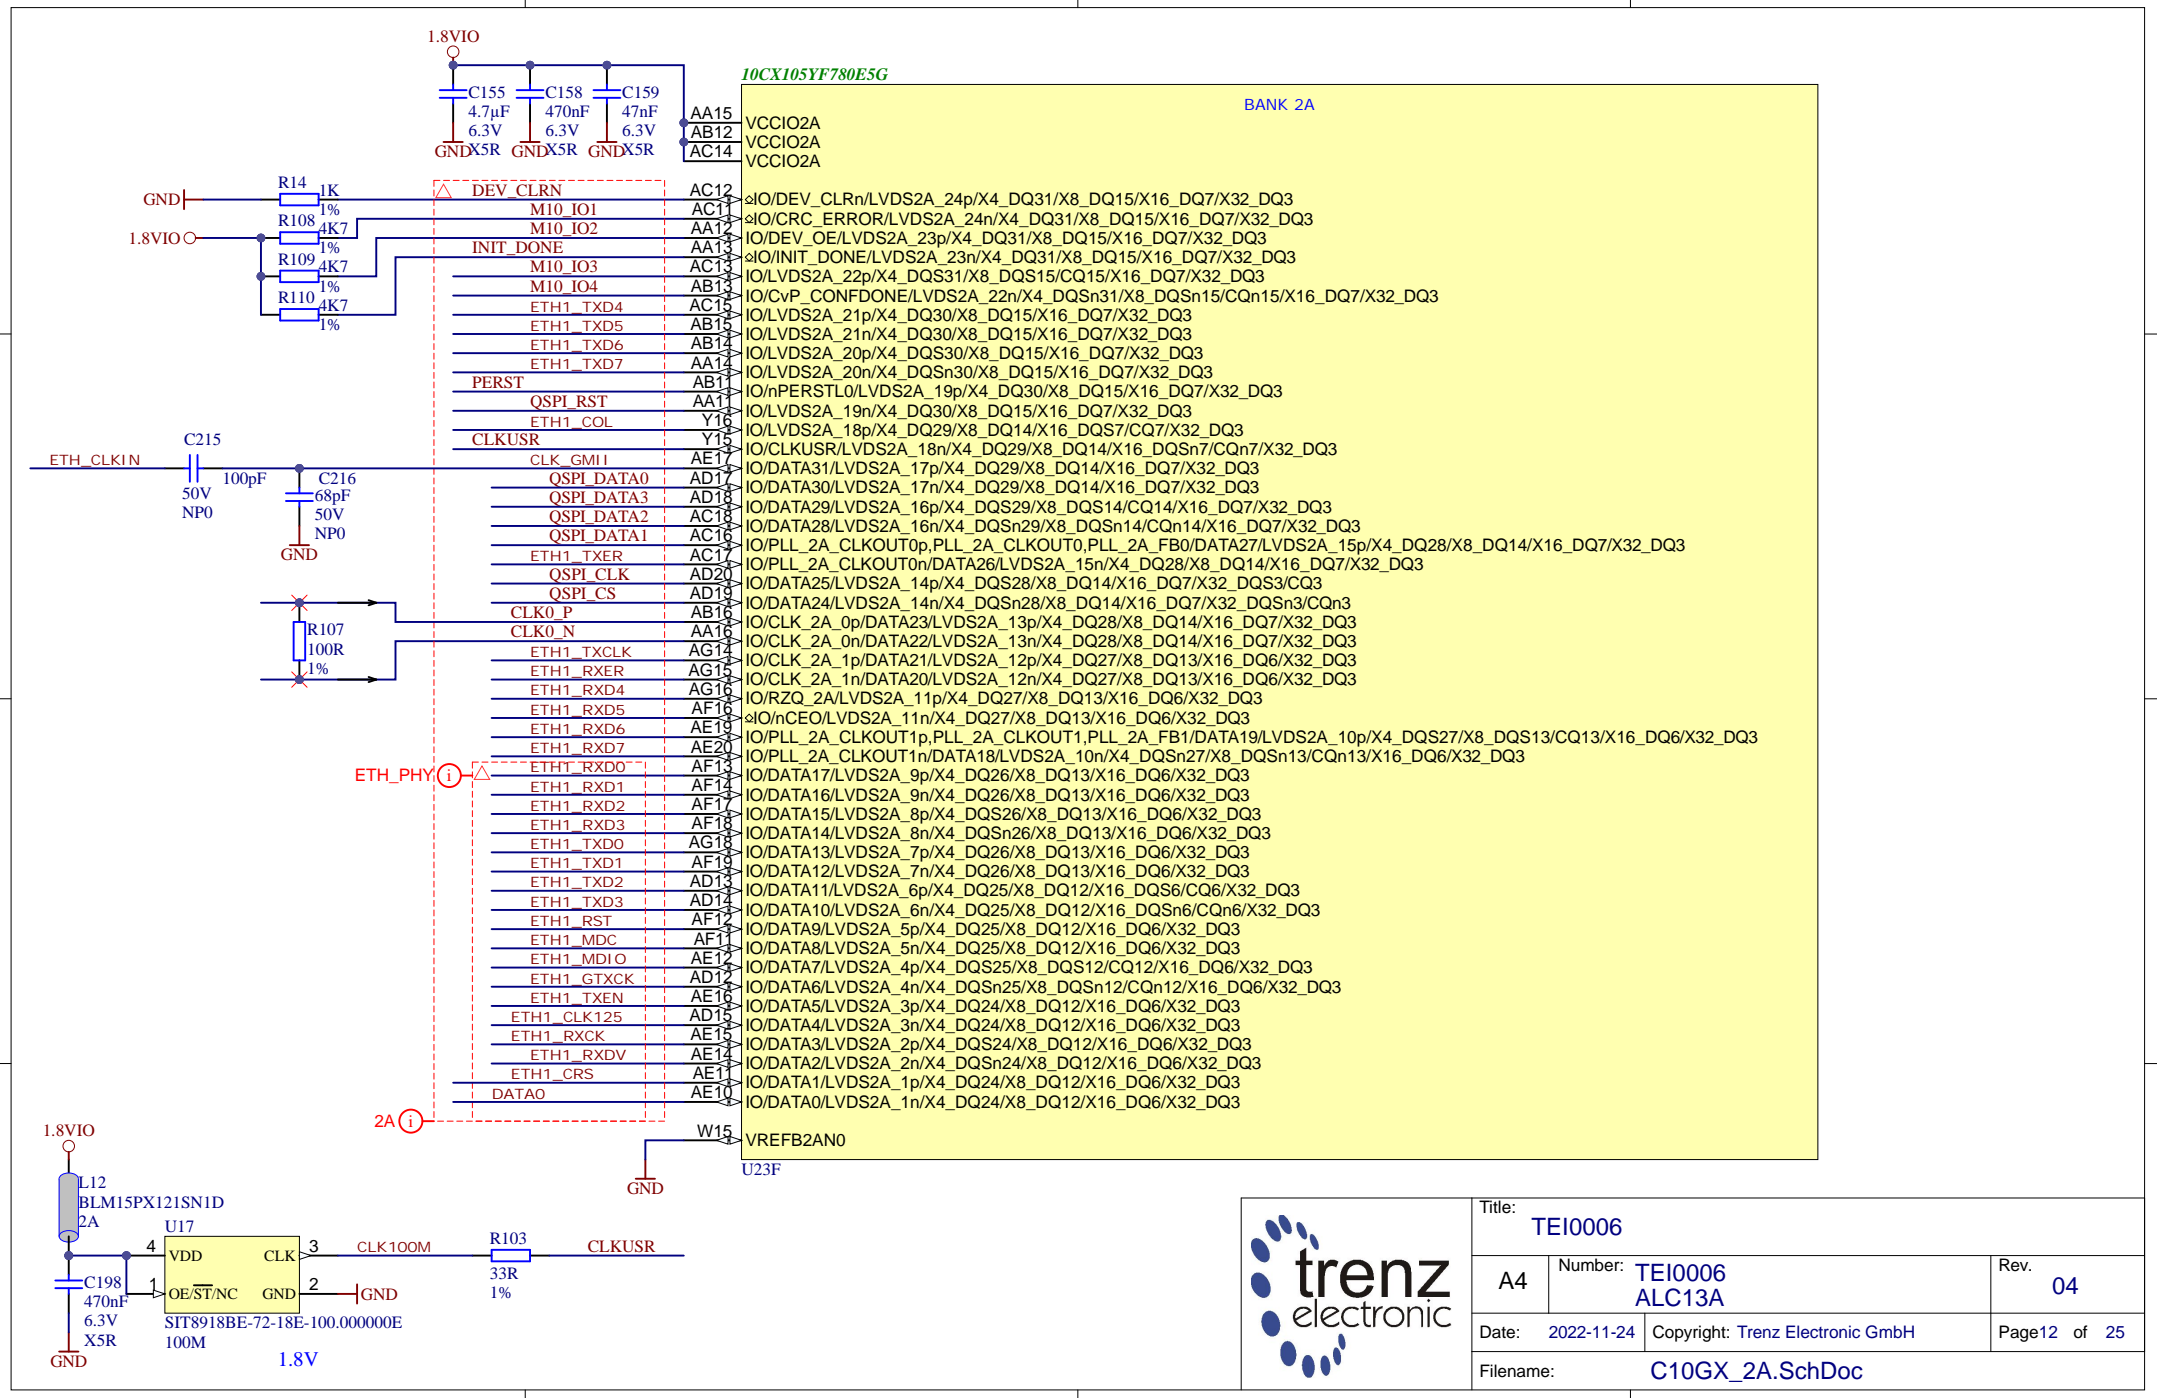 1.8VIO
C155
4.7µF
6.3V
X5R
GND
C158
470nF
6.3V
X5R
GND
C159
47nF
6.3V
X5R
GND
10CX105YF780E5G
BANK 2A
AA15 VCCIO2A
AB12 VCCIO2A
AC14 VCCIO2A
GND R14 1K 1%
1.8VIO R108 4K7 1%
R109 4K7 1%
R110 4K7 1%
DEV_CLRN AC12 IO/DEV_CLRn/LVDS2A_24p/X4_DQ31/X8_DQ15/X16_DQ7/X32_DQ3
M10_IO1 AC11 IO/CRC_ERROR/LVDS2A_24n/X4_DQ31/X8_DQ15/X16_DQ7/X32_DQ3
M10_IO2 AA12 IO/DEV_OE/LVDS2A_23p/X4_DQ31/X8_DQ15/X16_DQ7/X32_DQ3
INIT_DONE AA13 IO/INIT_DONE/LVDS2A_23n/X4_DQ31/X8_DQ15/X16_DQ7/X32_DQ3
M10_IO3 AC13 IO/LVDS2A_22p/X4_DQS31/X8_DQS15/CQ15/X16_DQ7/X32_DQ3
M10_IO4 AB13 IO/CvP_CONFDONE/LVDS2A_22n/X4_DQSn31/X8_DQSn15/CQn15/X16_DQ7/X32_DQ3
ETH1_TXD4 AC15 IO/LVDS2A_21p/X4_DQ30/X8_DQ15/X16_DQ7/X32_DQ3
ETH1_TXD5 AB15 IO/LVDS2A_21n/X4_DQ30/X8_DQ15/X16_DQ7/X32_DQ3
ETH1_TXD6 AB14 IO/LVDS2A_20p/X4_DQS30/X8_DQ15/X16_DQ7/X32_DQ3
ETH1_TXD7 AA14 IO/LVDS2A_20n/X4_DQSn30/X8_DQ15/X16_DQ7/X32_DQ3
PERST AB11 IO/nPERSTL0/LVDS2A_19p/X4_DQ30/X8_DQ15/X16_DQ7/X32_DQ3
QSPI_RST AA11 IO/LVDS2A_19n/X4_DQ30/X8_DQ15/X16_DQ7/X32_DQ3
ETH1_COL Y16 IO/LVDS2A_18p/X4_DQ29/X8_DQ14/X16_DQS7/CQ7/X32_DQ3
CLKUSR Y15 IO/CLKUSR/LVDS2A_18n/X4_DQ29/X8_DQ14/X16_DQSn7/CQn7/X32_DQ3
CLK_GMII AE17 IO/DATA31/LVDS2A_17p/X4_DQ29/X8_DQ14/X16_DQ7/X32_DQ3
QSPI_DATA0 AD17 IO/DATA30/LVDS2A_17n/X4_DQ29/X8_DQ14/X16_DQ7/X32_DQ3
QSPI_DATA3 AD18 IO/DATA29/LVDS2A_16p/X4_DQS29/X8_DQS14/CQ14/X16_DQ7/X32_DQ3
QSPI_DATA2 AC18 IO/DATA28/LVDS2A_16n/X4_DQSn29/X8_DQSn14/CQn14/X16_DQ7/X32_DQ3
QSPI_DATA1 AC16 IO/PLL_2A_CLKOUT0p,PLL_2A_CLKOUT0,PLL_2A_FB0/DATA27/LVDS2A_15p/X4_DQ28/X8_DQ14/X16_DQ7/X32_DQ3
ETH1_TXER AC17 IO/PLL_2A_CLKOUT0n/DATA26/LVDS2A_15n/X4_DQ28/X8_DQ14/X16_DQ7/X32_DQ3
QSPI_CLK AD20 IO/DATA25/LVDS2A_14p/X4_DQS28/X8_DQ14/X16_DQ7/X32_DQS3/CQ3
QSPI_CS AD19 IO/DATA24/LVDS2A_14n/X4_DQSn28/X8_DQ14/X16_DQ7/X32_DQSn3/CQn3
CLK0_P AB16 IO/CLK_2A_0p/DATA23/LVDS2A_13p/X4_DQ28/X8_DQ14/X16_DQ7/X32_DQ3
CLK0_N AA16 IO/CLK_2A_0n/DATA22/LVDS2A_13n/X4_DQ28/X8_DQ14/X16_DQ7/X32_DQ3
ETH1_TXCLK AG14 IO/CLK_2A_1p/DATA21/LVDS2A_12p/X4_DQ27/X8_DQ13/X16_DQ6/X32_DQ3
ETH1_RXER AG15 IO/CLK_2A_1n/DATA20/LVDS2A_12n/X4_DQ27/X8_DQ13/X16_DQ6/X32_DQ3
ETH1_RXD4 AG16 IO/RZQ_2A/LVDS2A_11p/X4_DQ27/X8_DQ13/X16_DQ6/X32_DQ3
ETH1_RXD5 AF16 IO/nCEO/LVDS2A_11n/X4_DQ27/X8_DQ13/X16_DQ6/X32_DQ3
ETH1_RXD6 AE19 IO/PLL_2A_CLKOUT1p,PLL_2A_CLKOUT1,PLL_2A_FB1/DATA19/LVDS2A_10p/X4_DQS27/X8_DQS13/CQ13/X16_DQ6/X32_DQ3
ETH1_RXD7 AE20 IO/PLL_2A_CLKOUT1n/DATA18/LVDS2A_10n/X4_DQSn27/X8_DQSn13/CQn13/X16_DQ6/X32_DQ3
ETH1_RXD0 AF13 IO/DATA17/LVDS2A_9p/X4_DQ26/X8_DQ13/X16_DQ6/X32_DQ3
ETH1_RXD1 AF14 IO/DATA16/LVDS2A_9n/X4_DQ26/X8_DQ13/X16_DQ6/X32_DQ3
ETH1_RXD2 AF17 IO/DATA15/LVDS2A_8p/X4_DQS26/X8_DQ13/X16_DQ6/X32_DQ3
ETH1_RXD3 AF18 IO/DATA14/LVDS2A_8n/X4_DQSn26/X8_DQ13/X16_DQ6/X32_DQ3
ETH1_TXD0 AG18 IO/DATA13/LVDS2A_7p/X4_DQ26/X8_DQ13/X16_DQ6/X32_DQ3
ETH1_TXD1 AF19 IO/DATA12/LVDS2A_7n/X4_DQ26/X8_DQ13/X16_DQ6/X32_DQ3
ETH1_TXD2 AD13 IO/DATA11/LVDS2A_6p/X4_DQ25/X8_DQ12/X16_DQS6/CQ6/X32_DQ3
ETH1_TXD3 AD14 IO/DATA10/LVDS2A_6n/X4_DQ25/X8_DQ12/X16_DQSn6/CQn6/X32_DQ3
ETH1_RST AF12 IO/DATA9/LVDS2A_5p/X4_DQ25/X8_DQ12/X16_DQ6/X32_DQ3
ETH1_MDC AF11 IO/DATA8/LVDS2A_5n/X4_DQ25/X8_DQ12/X16_DQ6/X32_DQ3
ETH1_MDIO AE12 IO/DATA7/LVDS2A_4p/X4_DQS25/X8_DQS12/CQ12/X16_DQ6/X32_DQ3
ETH1_GTXCK AD12 IO/DATA6/LVDS2A_4n/X4_DQSn25/X8_DQSn12/CQn12/X16_DQ6/X32_DQ3
ETH1_TXEN AE16 IO/DATA5/LVDS2A_3p/X4_DQ24/X8_DQ12/X16_DQ6/X32_DQ3
ETH1_CLK125 AD15 IO/DATA4/LVDS2A_3n/X4_DQ24/X8_DQ12/X16_DQ6/X32_DQ3
ETH1_RXCK AE15 IO/DATA3/LVDS2A_2p/X4_DQS24/X8_DQ12/X16_DQ6/X32_DQ3
ETH1_RXDV AE14 IO/DATA2/LVDS2A_2n/X4_DQSn24/X8_DQ12/X16_DQ6/X32_DQ3
ETH1_CRS AE11 IO/DATA1/LVDS2A_1p/X4_DQ24/X8_DQ12/X16_DQ6/X32_DQ3
DATA0 AE10 IO/DATA0/LVDS2A_1n/X4_DQ24/X8_DQ12/X16_DQ6/X32_DQ3
W15 VREFB2AN0
GND
U23F
ETH_CLKIN
C215
100pF
50V
NP0
C216
68pF
50V
NP0
GND
R107
100R
1%
ETH_PHY i
2A i
1.8VIO
L12
BLM15PX121SN1D
2A
U17
4 VDD CLK 3 CLK100M
R103
33R
1%
CLKUSR
1 OE/ST/NC GND 2 GND
SIT8918BE-72-18E-100.000000E
100M
1.8V
C198
470nF
6.3V
X5R
GND
trenz
electronic
Title:
TEI0006
A4
Number: TEI0006
ALC13A
Rev.
04
Date: 2022-11-24
Copyright: Trenz Electronic GmbH
Page12 of 25
Filename: C10GX_2A.SchDoc